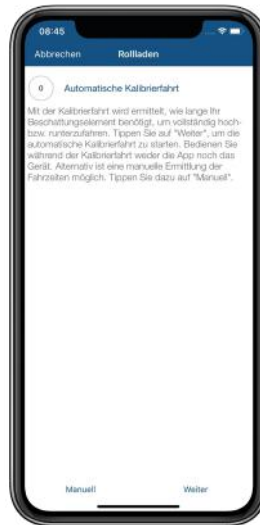 08:45
Abbrechen Rollladen
0 Automatische Kalibrierfahrt
Mit der Kalibrierfahrt wird ermittelt, wie lange Ihr
Beschattungselement benötigt, um vollständig hoch-
bzw. runterzufahren. Tippen Sie auf "Weiter", um die
automatische Kalibrierfahrt zu starten. Bedienen Sie
während der Kalibrierfahrt weder die App noch das
Gerät. Alternativ ist eine manuelle Ermittlung der
Fahrzeiten möglich. Tippen Sie dazu auf "Manuell".
Manuell Weiter